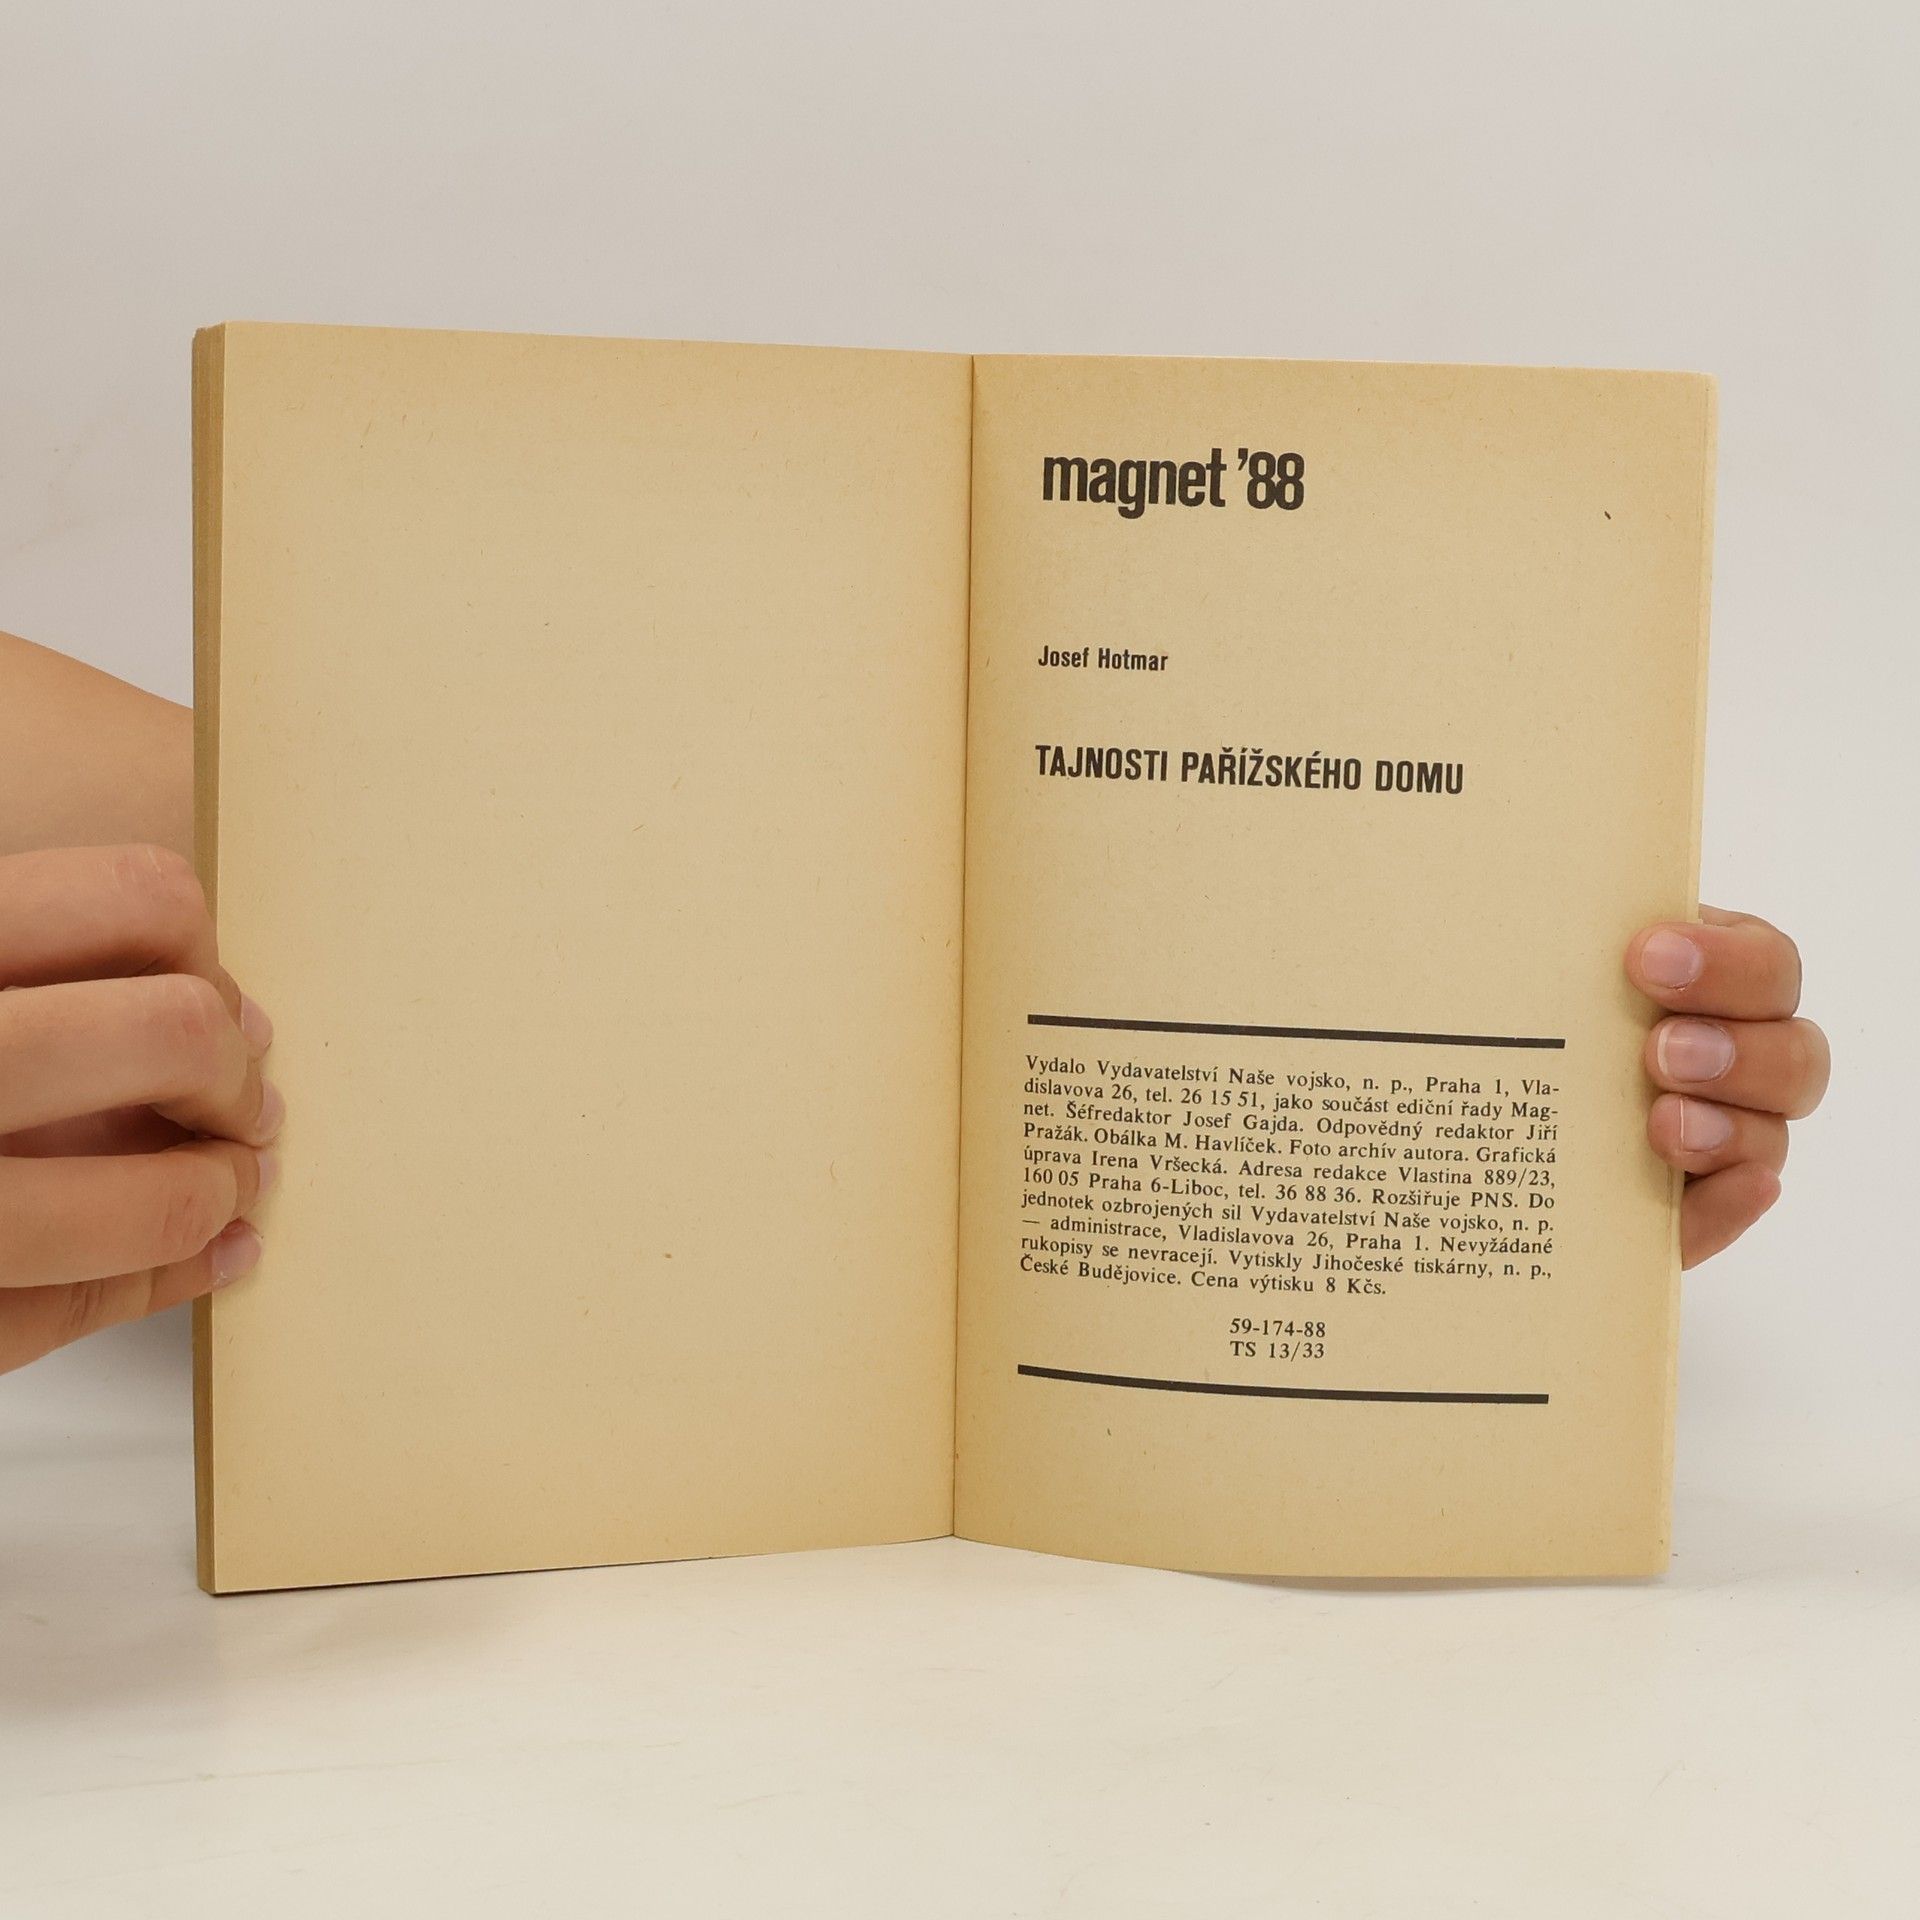 magnet ’88
Josef Hotmar
TAJNOSTI PAŘÍŽSKÉHO DOMU
Vydalo Vydavatelství Naše vojsko, n. p., Praha 1, Vla-
dislavova 26, tel. 26 15 51, jako součást ediční řady Mag-
net. Šéfredaktor Josef Gajda. Odpovědný redaktor Jiří
Pražák. Obálka M. Havlíček. Foto archív autora. Grafická
úprava Irena Vršecká. Adresa redakce Vlastina 889/23,
160 05 Praha 6-Liboc, tel. 36 88 36. Rozšiřuje PNS. Do
jednotek ozbrojených sil Vydavatelství Naše vojsko, n. p.
— administrace, Vladislavova 26, Praha 1. Nevyžádané
rukopisy se nevracejí. Vytiskly Jihočeské tiskárny, n. p.,
České Budějovice. Cena výtisku 8 Kčs.
59-174-88
TS 13/33